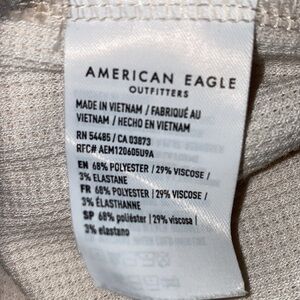 AMERICAN EAGLE
OUTFITTERS
MADE IN VIETNAM / FABRIQUÉ AU
VIETNAM / HECHO EN VIETNAM
RN 54485 / CA 03873
RFC# AEM120605U9A
EN 68% POLYESTER / 29% VISCOSE /
3% ELASTANE
FR 68% POLYESTER / 29% VISCOSE /
3% ÉLASTHANNE
SP 68% poliéster | 29% viscosa |
3% elastano